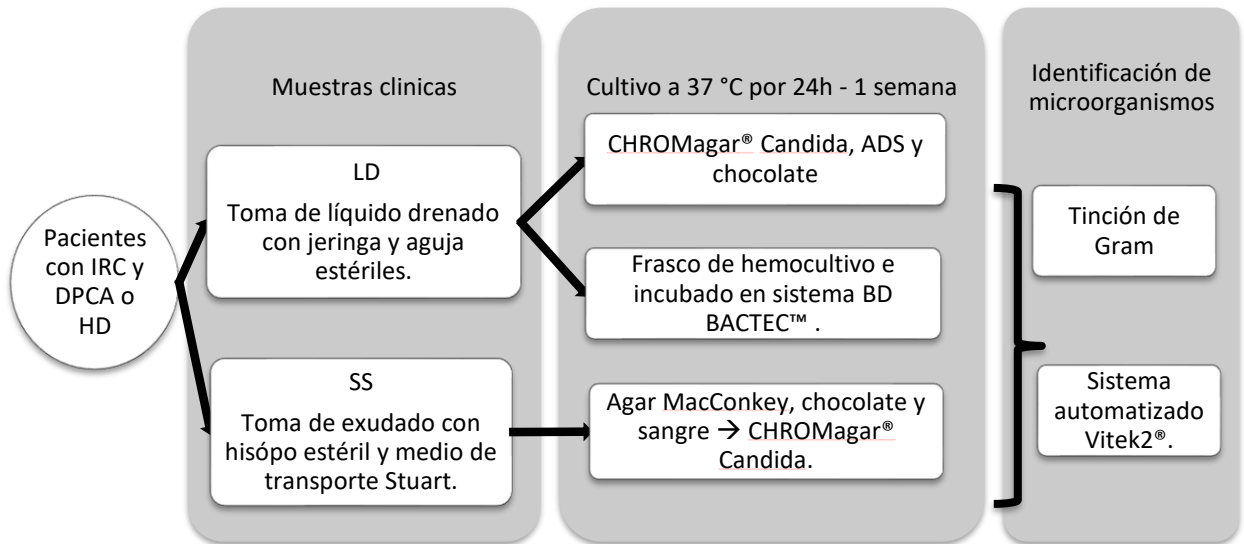 Pacientes
con IRC y
DPCA o
HD
Muestras clinicas
LD
Toma de líquido drenado
con jeringa y aguja
estériles.
SS
Toma de exudado con
hisópo estéril y medio de
transporte Stuart.
Cultivo a 37 °C por 24h - 1 semana
CHROMagar® Candida, ADS y
chocolate
Frasco de hemocultivo e
incubado en sistema BD
BACTEC™ .
Agar MacConkey, chocolate y
sangre → CHROMagar®
Candida.
Identificación de
microorganismos
Tinción de
Gram
Sistema
automatizado
Vitek2®.